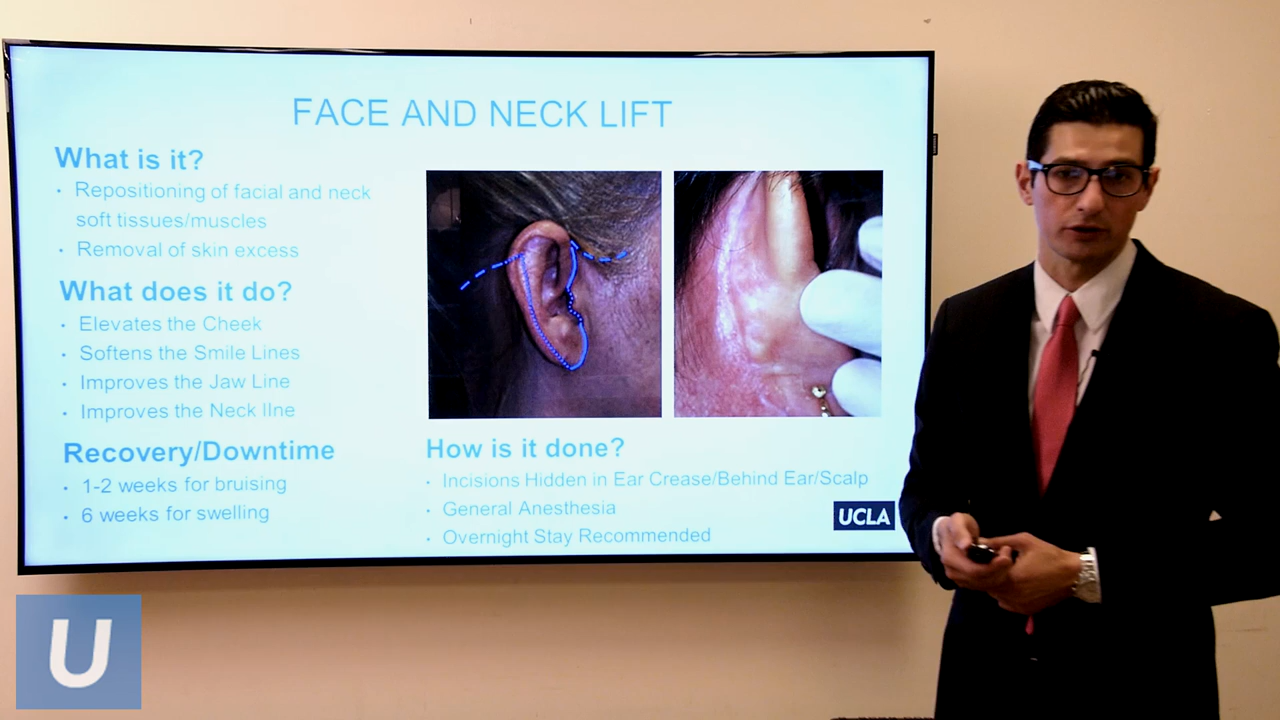 FACE AND NECK LIFT
What is it?
• Repositioning of facial and neck
soft tissues/muscles
• Removal of skin excess
What does it do?
• Elevates the Cheek
• Softens the Smile Lines
• Improves the Jaw Line
• Improves the Neck lIne
Recovery/Downtime
• 1-2 weeks for bruising
• 6 weeks for swelling
How is it done?
• Incisions Hidden in Ear Crease/Behind Ear/Scalp
• General Anesthesia
• Overnight Stay Recommended
UCLA
U